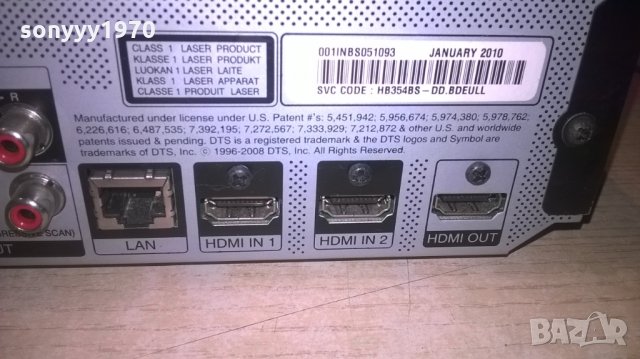 sonyyy1970
CLASS 1 LASER PRODUCT
KLASSE 1 LASER PRODUKT
LUOKAN 1 LASER LAITE
KLASS 1 LASER APPARAT
CLASSE 1 PRODUIT LASER
001INBS051093 JANUARY 2010
SVC CODE : HB354BS-DD.BDEULL
R
Manufactured under license under U.S. Patent #'s: 5,451,942; 5,956,674; 5,974,380; 5,978,762;
6,226,616; 6,487,535; 7,392,195; 7,272,567; 7,333,929; 7,212,872 & other U.S. and worldwide
patents issued & pending. DTS is a registered trademark & the DTS logos and Symbol are
trademarks of DTS, Inc. © 1996-2008 DTS, Inc. All Rights Reserved.
LAN
HDMI IN 1
HDMI IN 2
HDMI OUT
SCAN)
BAZAR
.bg